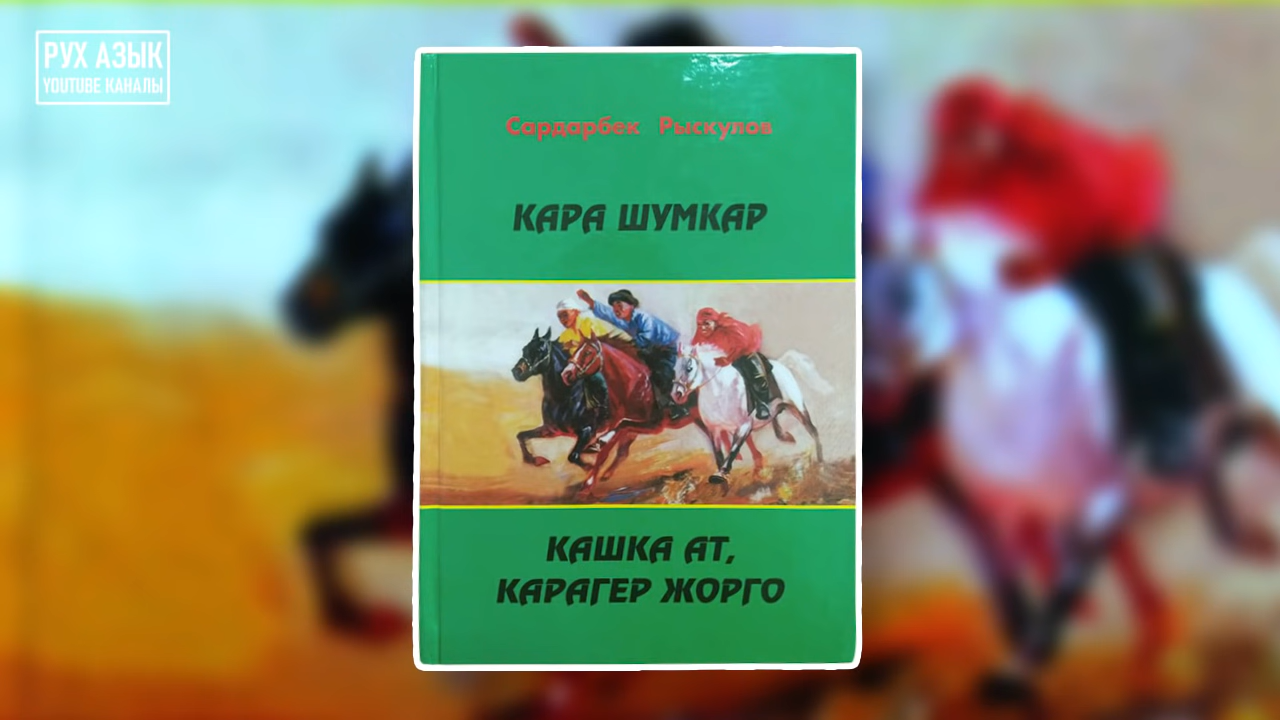 РУХ АЗЫК
YOUTUBE КАНАЛЫ
Сардарбек Рыскулов
КАРА ШУМКАР
КАШКА АТ,
КАРАГЕР ЖОРГО